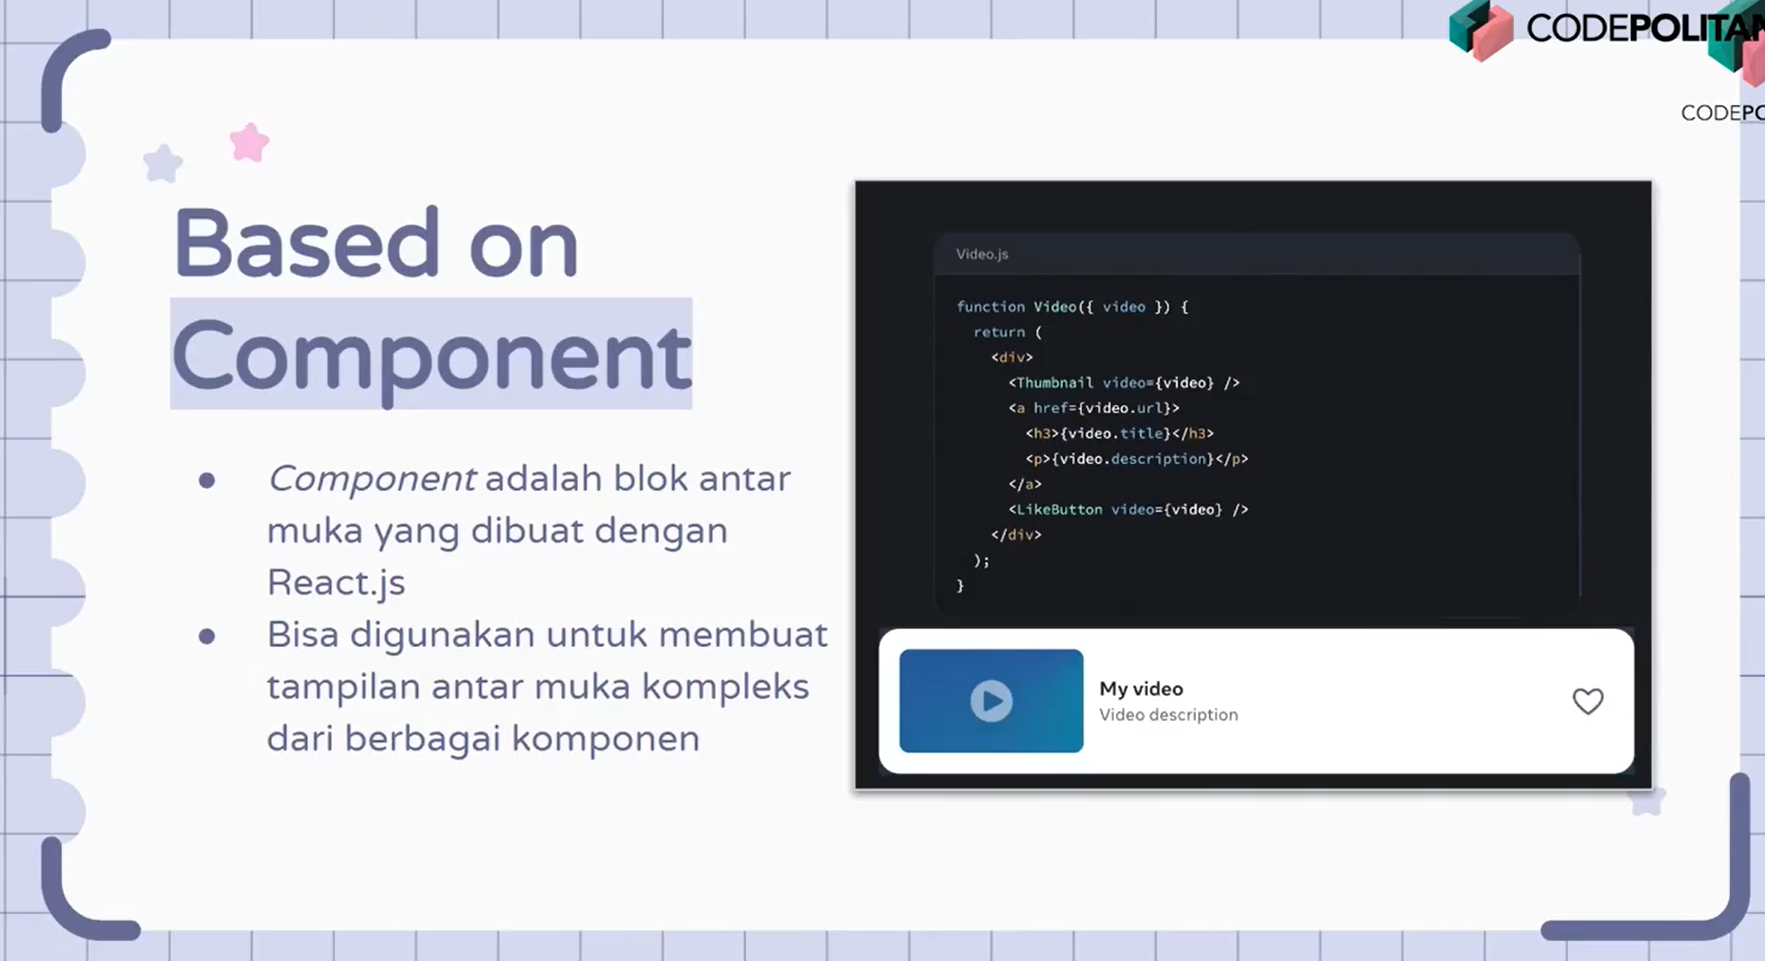 CODEPOLITAN
CODEPO
Based on
Component
● Component adalah blok antar
muka yang dibuat dengan
React.js
● Bisa digunakan untuk membuat
tampilan antar muka kompleks
dari berbagai komponen
Video.js
function Video({ video }) {
return (
<div>
<Thumbnail video={video} />
<a href={video.url}>
<h3>{video.title}</h3>
<p>{video.description}</p>
</a>
<LikeButton video={video} />
</div>
);
}
My video
Video description